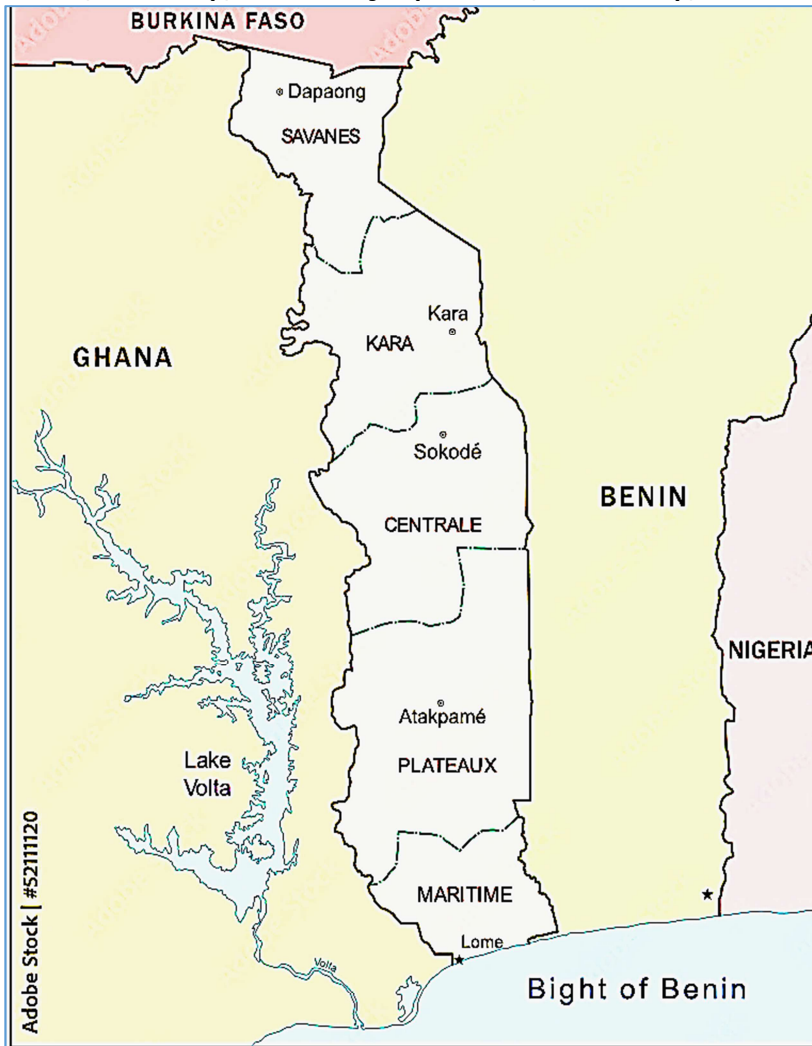 BURKINA FASO
Dapaong
SAVANES
Kara
KARA
GHANA
Sokodé
BENIN
CENTRALE
NIGERIA
Atakpamé
Lake
Volta
PLATEAUX
MARITIME
Lome
Volta
Bight of Benin
Adobe Stock | #52111120